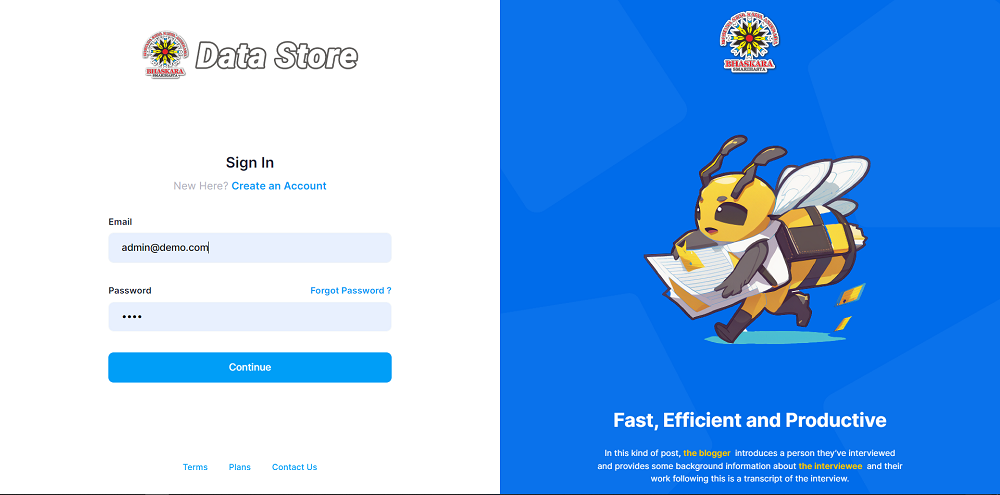 BHASKARA
Data Store
Sign In
New Here? Create an Account
Email
admin@demo.com
Password
Forgot Password ?
••••
Continue
Terms
Plans
Contact Us
BHASKARA
Fast, Efficient and Productive
In this kind of post, the blogger introduces a person they've interviewed
and provides some background information about the interviewee and their
work following this is a transcript of the interview.